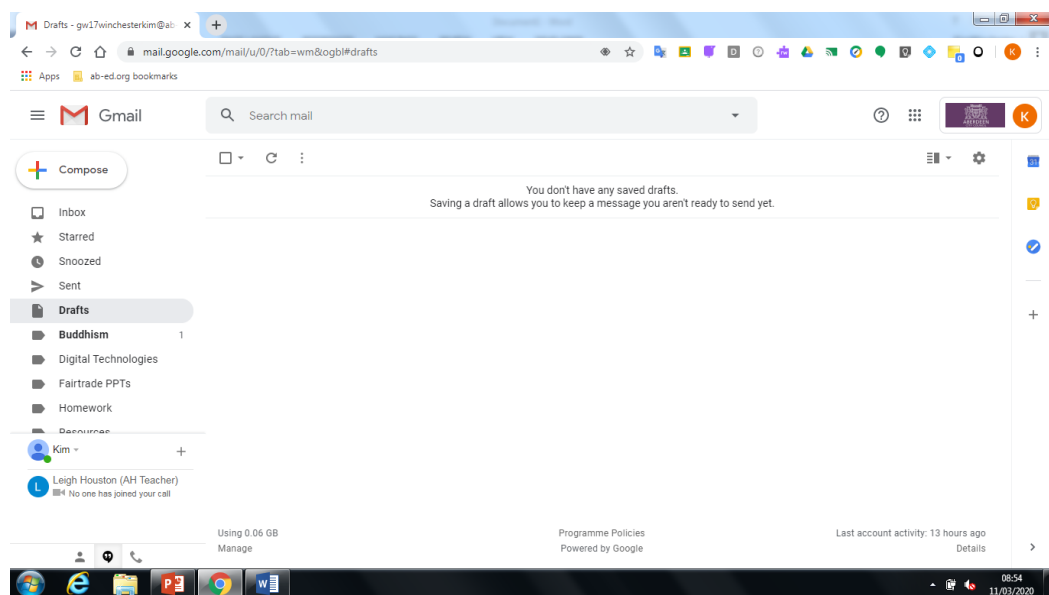 Drafts - gw17winchesterkim@ab
mail.google.com/mail/u/0/?tab=wm&ogbl#drafts
Apps ab-ed.org bookmarks
Gmail
Search mail
ABERDEEN
K
Compose
Inbox
Starred
Snoozed
Sent
Drafts
Buddhism 1
Digital Technologies
Fairtrade PPTs
Homework
Resources
You don't have any saved drafts.
Saving a draft allows you to keep a message you aren't ready to send yet.
Kim
L
Leigh Houston (AH Teacher)
No one has joined your call
Using 0.06 GB
Manage
Programme Policies
Powered by Google
Last account activity: 13 hours ago
Details
08:54
11/03/2020